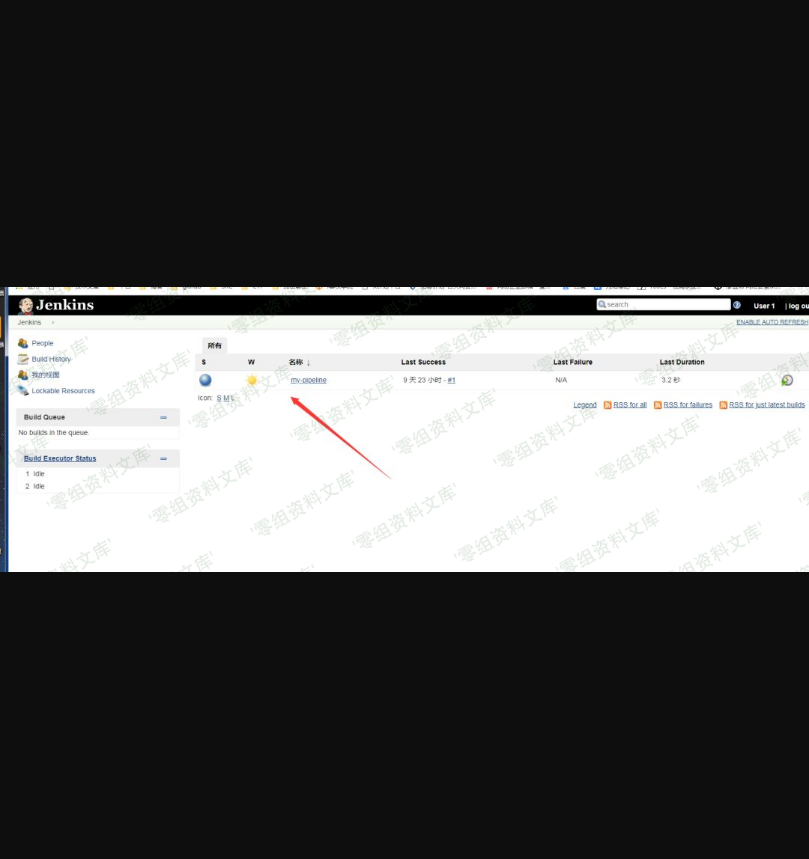 Jenkins
search
User 1
| log ou
Jenkins
ENABLE AUTO REFRESH
People
Build History
我的视图
Lockable Resources
Build Queue
No builds in the queue.
Build Executor Status
1 Idle
2 Idle
所有
S W 名称 ↓ Last Success Last Failure Last Duration
my-pipeline 9 天 23 小时 - #1 N/A 3.2 秒
Icon: S M L
Legend RSS for all RSS for failures RSS for just latest builds
'零组资料文库'